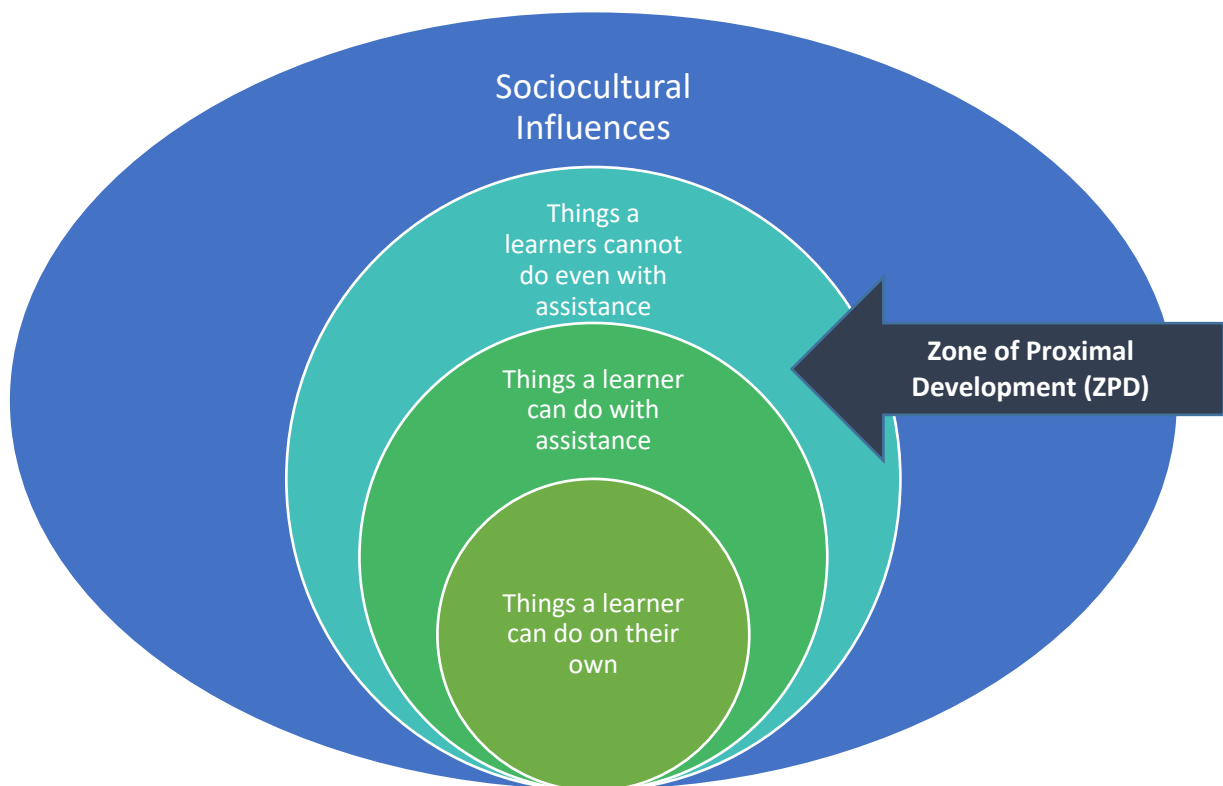 Sociocultural
Influences
Things a
learners cannot
do even with
assistance
Zone of Proximal
Development (ZPD)
Things a learner
can do with
assistance
Things a learner
can do on their
own